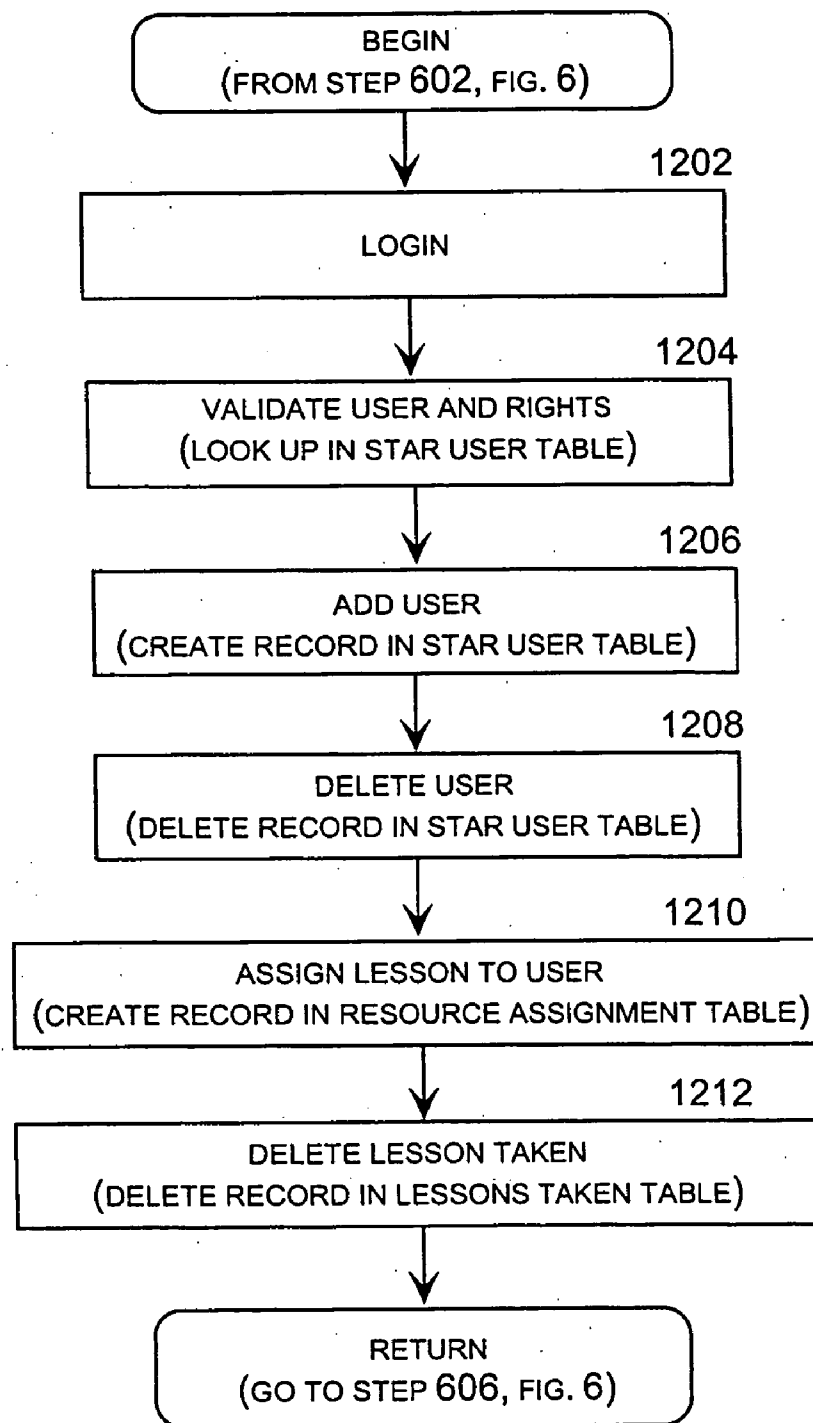 BEGIN
(FROM STEP 602, FIG. 6)
1202
LOGIN
1204
VALIDATE USER AND RIGHTS
(LOOK UP IN STAR USER TABLE)
1206
ADD USER
(CREATE RECORD IN STAR USER TABLE)
1208
DELETE USER
(DELETE RECORD IN STAR USER TABLE)
1210
ASSIGN LESSON TO USER
(CREATE RECORD IN RESOURCE ASSIGNMENT TABLE)
1212
DELETE LESSON TAKEN
(DELETE RECORD IN LESSONS TAKEN TABLE)
RETURN
(GO TO STEP 606, FIG. 6)